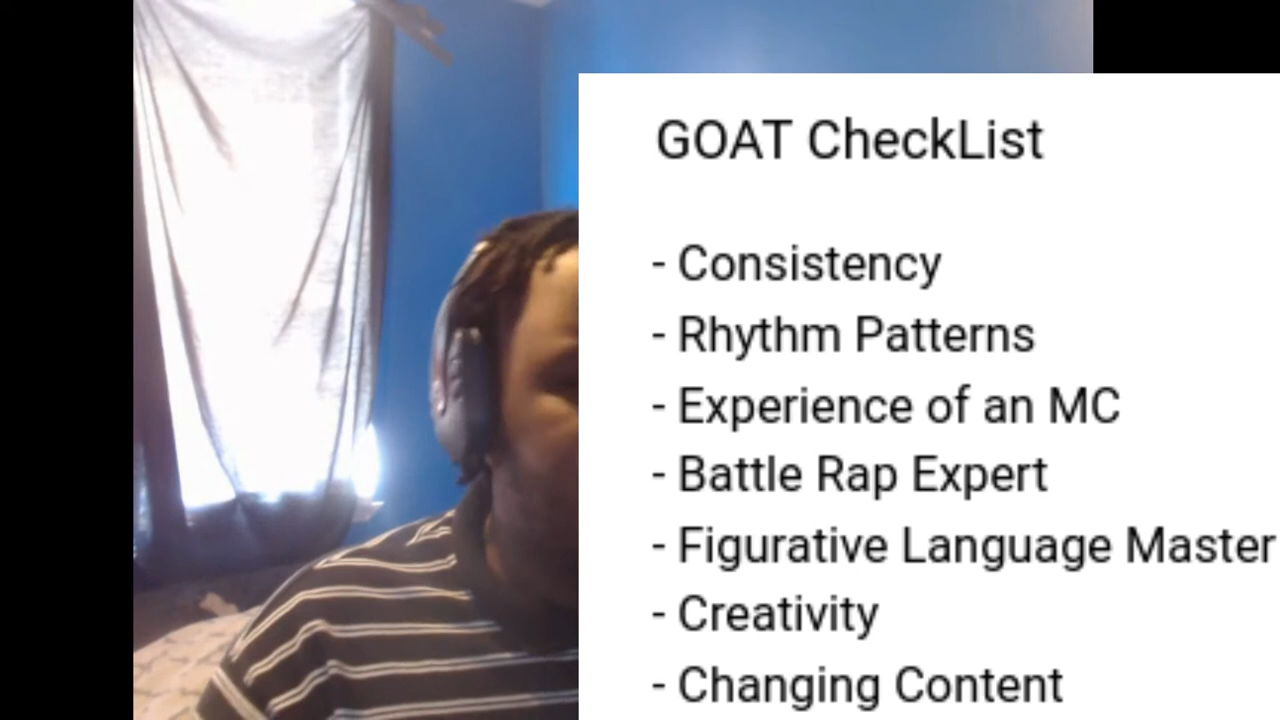 GOAT CheckList
- Consistency
- Rhythm Patterns
- Experience of an MC
- Battle Rap Expert
- Figurative Language Master
- Creativity
- Changing Content